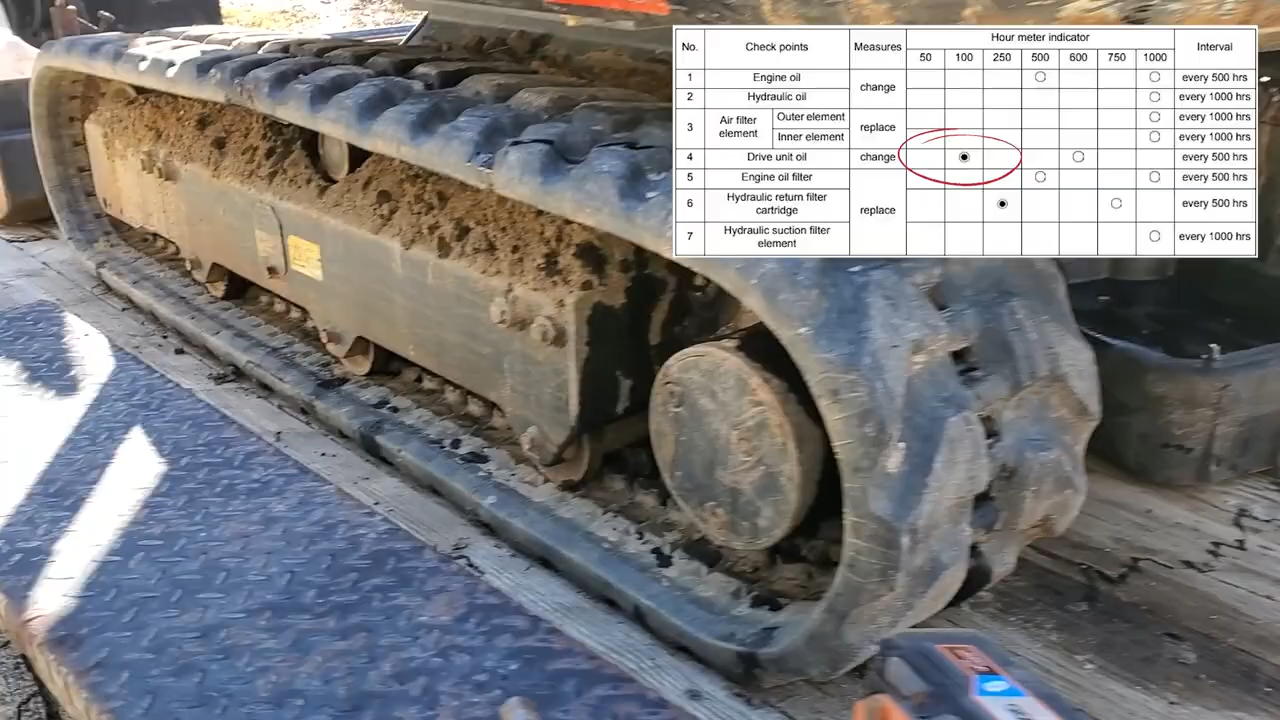 No. Check points Measures Hour meter indicator Interval
50 100 250 500 600 750 1000
1 Engine oil change ○ ○ every 500 hrs
2 Hydraulic oil ○ every 1000 hrs
3 Air filter element Outer element replace ○ every 1000 hrs
Inner element ○ every 1000 hrs
4 Drive unit oil change ◉ ○ every 500 hrs
5 Engine oil filter replace ○ ○ every 500 hrs
6 Hydraulic return filter cartridge ◉ ○ every 500 hrs
7 Hydraulic suction filter element ○ every 1000 hrs